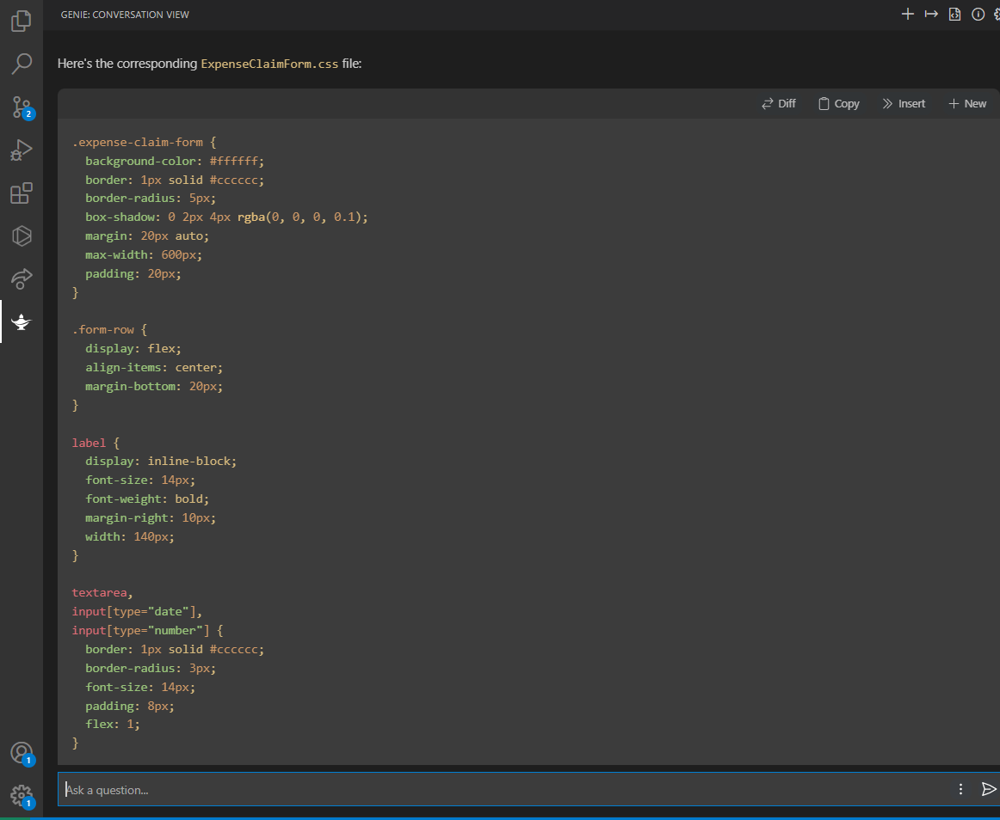 GENIE: CONVERSATION VIEW
Here's the corresponding ExpenseClaimForm.css file:
Diff Copy Insert New
.expense-claim-form {
  background-color: #ffffff;
  border: 1px solid #cccccc;
  border-radius: 5px;
  box-shadow: 0 2px 4px rgba(0, 0, 0, 0.1);
  margin: 20px auto;
  max-width: 600px;
  padding: 20px;
}
.form-row {
  display: flex;
  align-items: center;
  margin-bottom: 20px;
}
label {
  display: inline-block;
  font-size: 14px;
  font-weight: bold;
  margin-right: 10px;
  width: 140px;
}
textarea,
input[type="date"],
input[type="number"] {
  border: 1px solid #cccccc;
  border-radius: 3px;
  font-size: 14px;
  padding: 8px;
  flex: 1;
}
Ask a question...
2
1
1